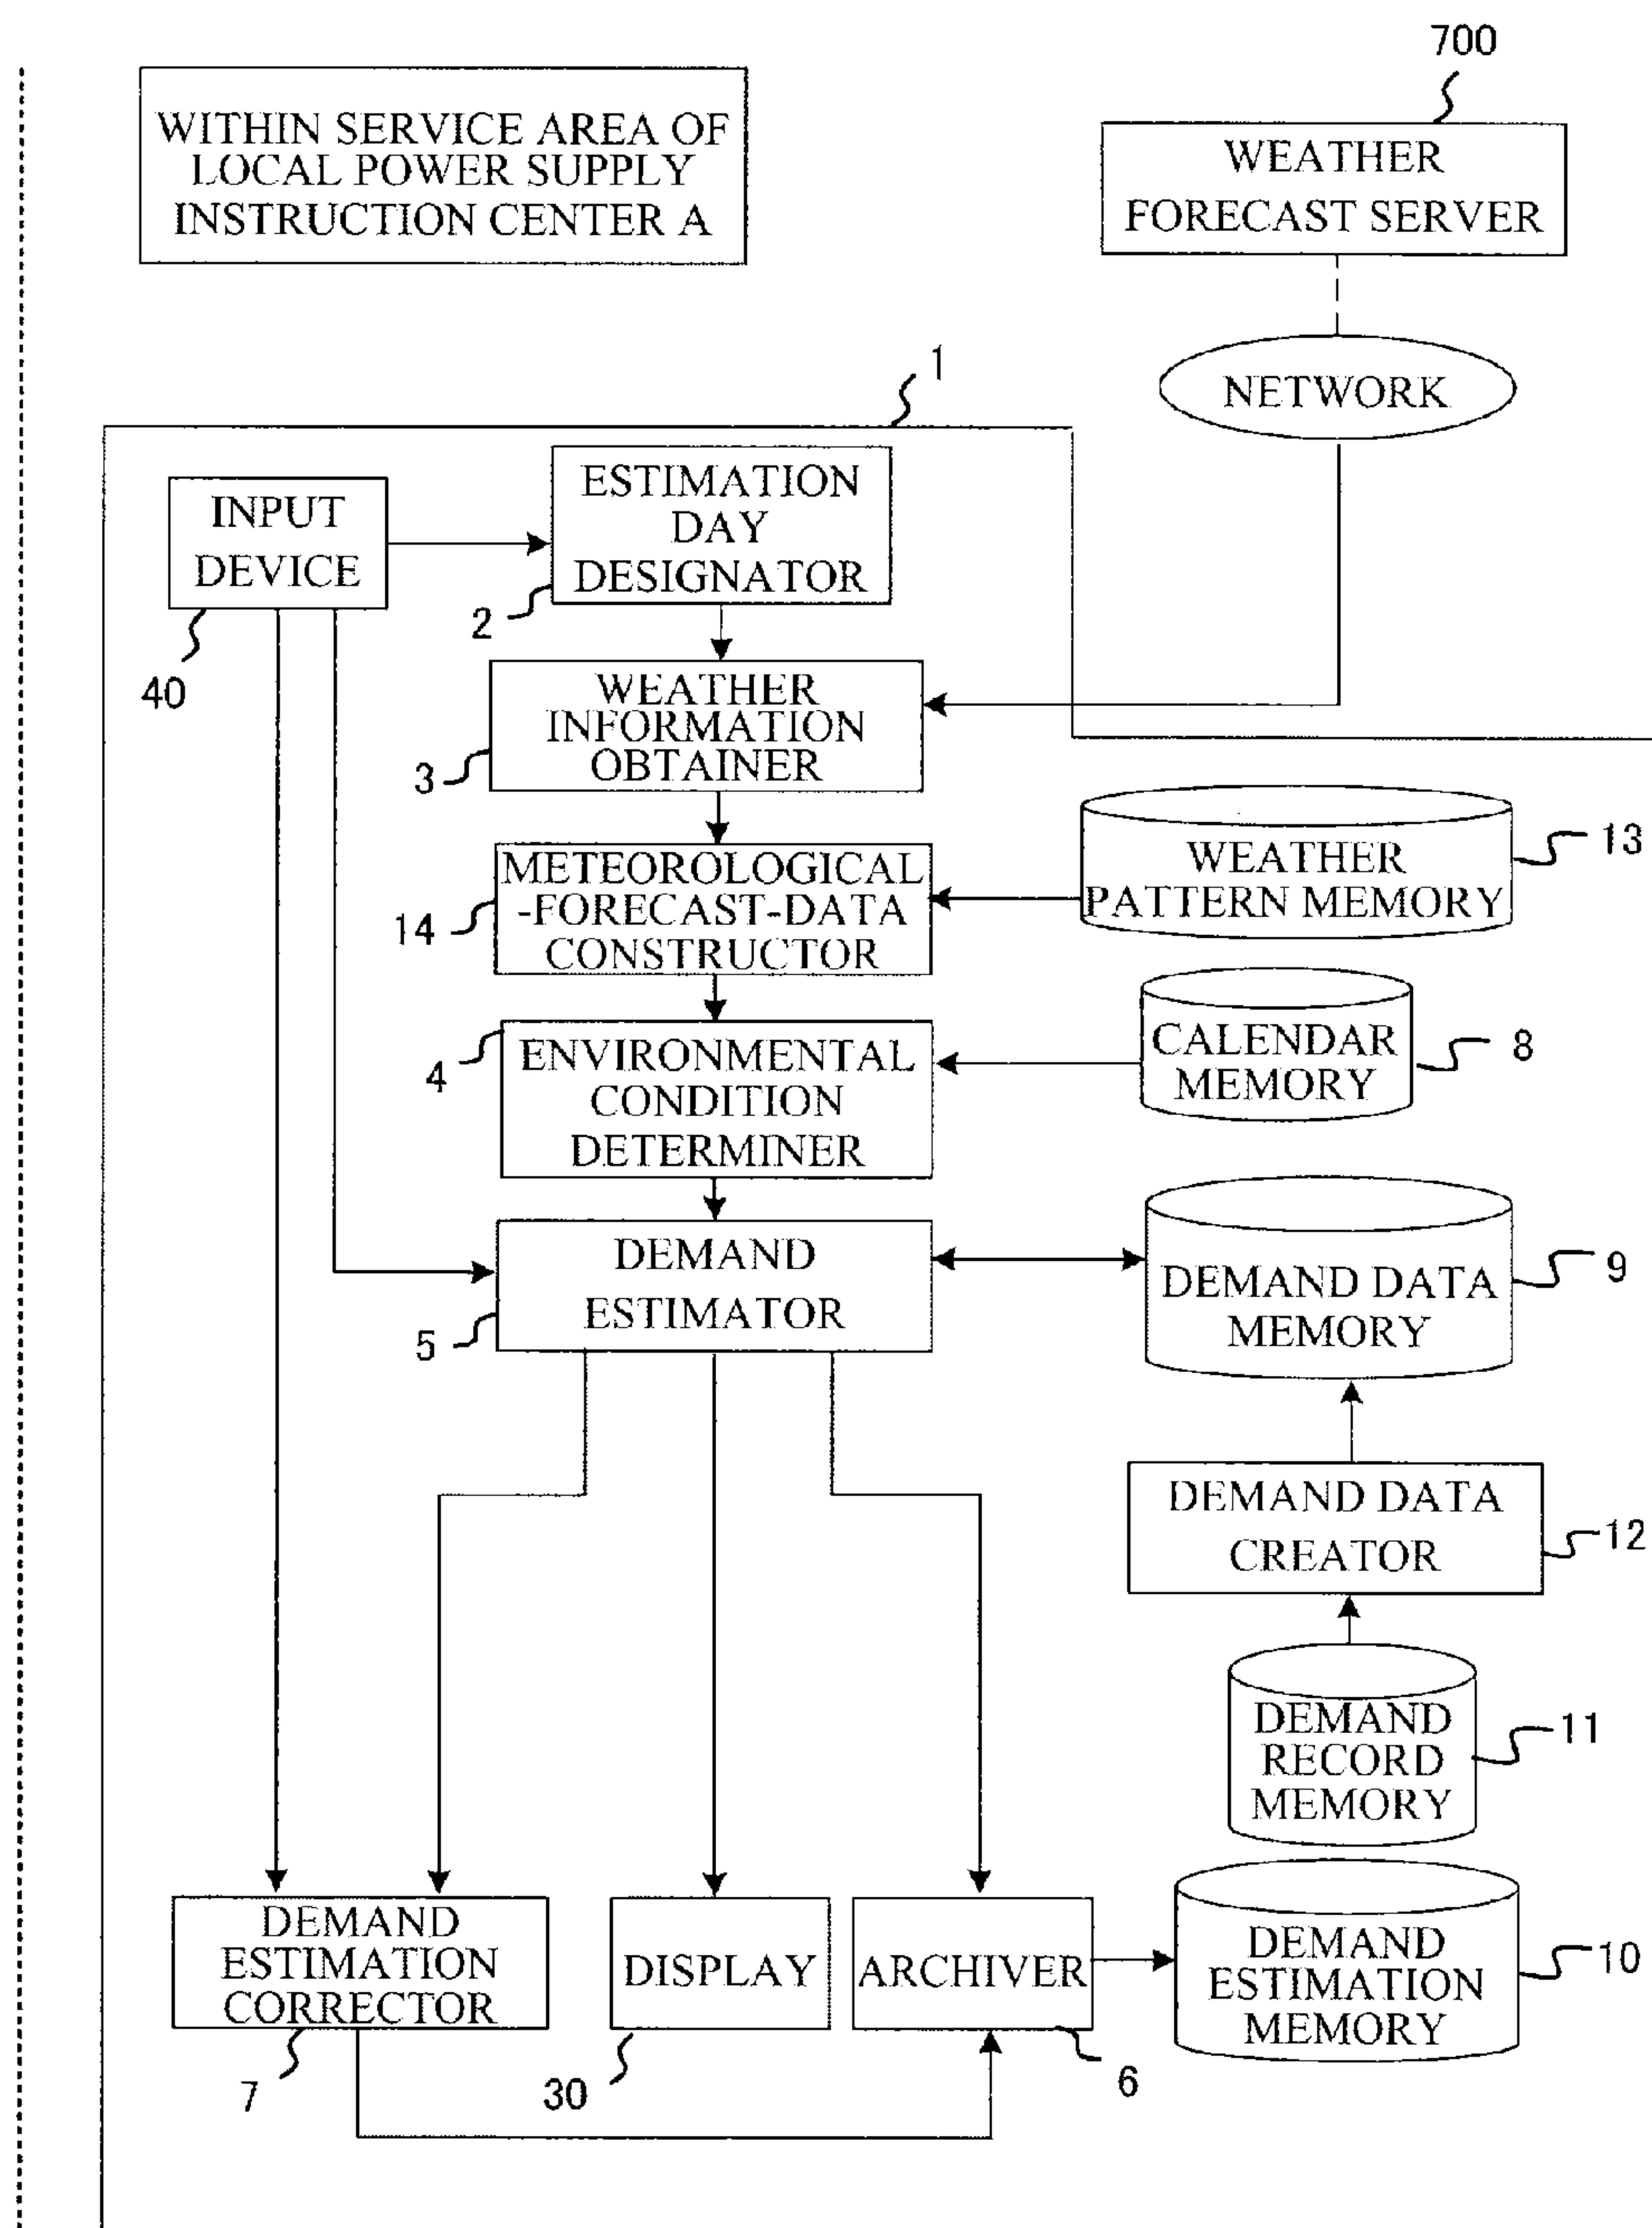 700
WITHIN SERVICE AREA OF
LOCAL POWER SUPPLY
INSTRUCTION CENTER A
WEATHER
FORECAST SERVER
NETWORK
1
INPUT
DEVICE
40
ESTIMATION
DAY
DESIGNATOR
2
WEATHER
INFORMATION
OBTAINER
3
METEOROLOGICAL
-FORECAST-DATA
CONSTRUCTOR
14
WEATHER
PATTERN MEMORY
13
ENVIRONMENTAL
CONDITION
DETERMINER
4
CALENDAR
MEMORY
8
DEMAND
ESTIMATOR
5
DEMAND DATA
MEMORY
9
DEMAND DATA
CREATOR
12
DEMAND
RECORD
MEMORY
11
DEMAND
ESTIMATION
CORRECTOR
7
DISPLAY
30
ARCHIVER
6
DEMAND
ESTIMATION
MEMORY
10